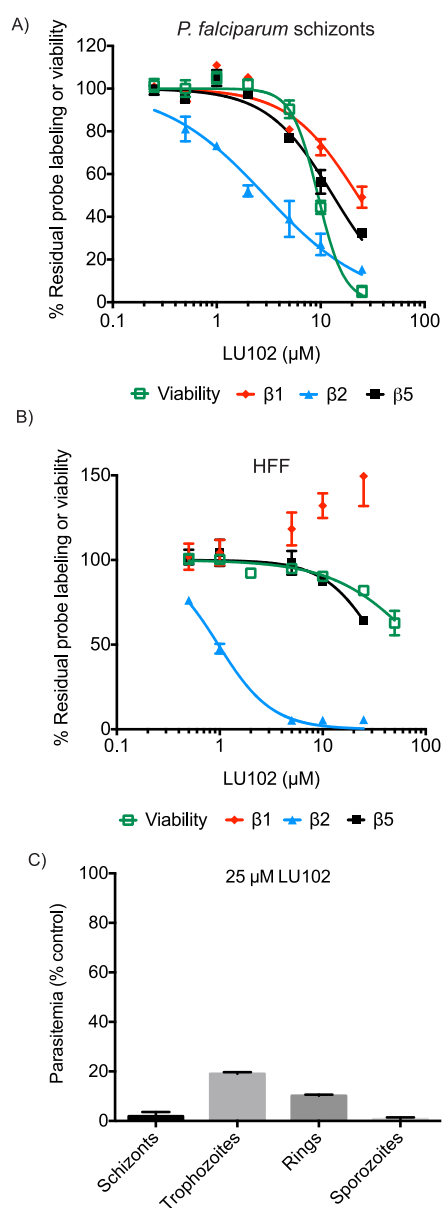 A)
P. falciparum schizonts
% Residual probe labeling or viability
120
100
80
60
40
20
0
0.1 1 10 100
LU102 (µM)
Viability β1 β2 β5
B)
HFF
% Residual probe labeling or viability
150
100
50
0
0.1 1 10 100
LU102 (µM)
Viability β1 β2 β5
C)
25 µM LU102
Parasitemia (% control)
100
80
60
40
20
0
Schizonts
Trophozoites
Rings
Sporozoites